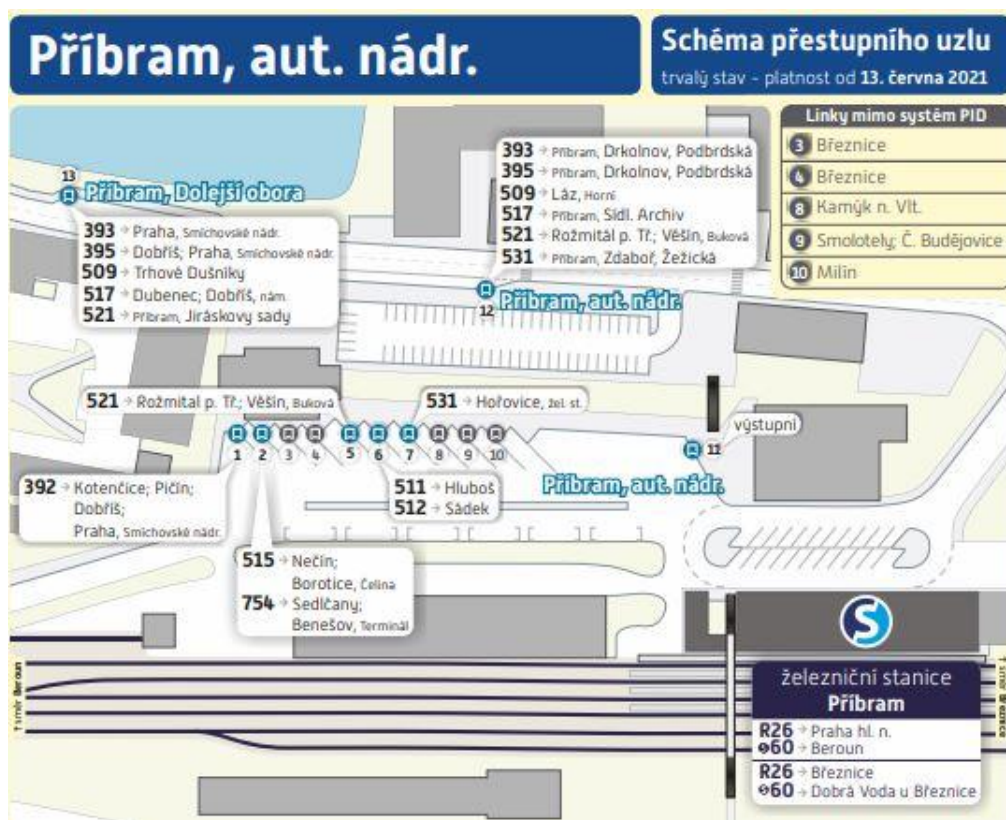 Příbram, aut. nádr.
Schéma přestupního uzlu
trvalý stav - platnost od 13. června 2021
Linky mimo systém PID
3 Březnice
4 Březnice
8 Kamýk n. Vlt.
9 Smolotely; Č. Budějovice
10 Milín
13
Příbram, Dolejší obora
393 → Praha, Smíchovské nádr.
395 → Dobříš; Praha, Smíchovské nádr.
509 → Trhové Dušníky
517 → Dubenec; Dobříš, nám.
521 → Příbram, Jiráskovy sady
393 → Příbram, Drkolnov, Podbrdská
395 → Příbram, Drkolnov, Podbrdská
509 → Láz, Horní
517 → Příbram, Sídl. Archiv
521 → Rožmitál p. Tř.; Věšín, Buková
531 → Příbram, Zdaboř, Žežická
12
Příbram, aut. nádr.
521 → Rožmitál p. Tř.; Věšín, Buková
531 → Hořovice, žel. st.
výstupní
11
1 2 3 4 5 6 7 8 9 10
Příbram, aut. nádr.
392 → Kotenčice; Pičín;
Dobříš;
Praha, Smíchovské nádr.
511 → Hluboš
512 → Sádek
515 → Nečín;
Borotice, Čelina
754 → Sedlčany;
Benešov, Terminál
S
směr Beroun
směr Březnice
železniční stanice
Příbram
R26 → Praha hl. n.
S60 → Beroun
R26 → Březnice
S60 → Dobrá Voda u Březnice